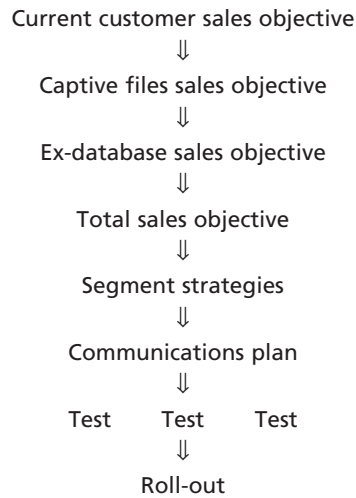 Current customer sales objective
⇓
Captive files sales objective
⇓
Ex-database sales objective
⇓
Total sales objective
⇓
Segment strategies
⇓
Communications plan
⇓
Test Test Test
⇓
Roll-out